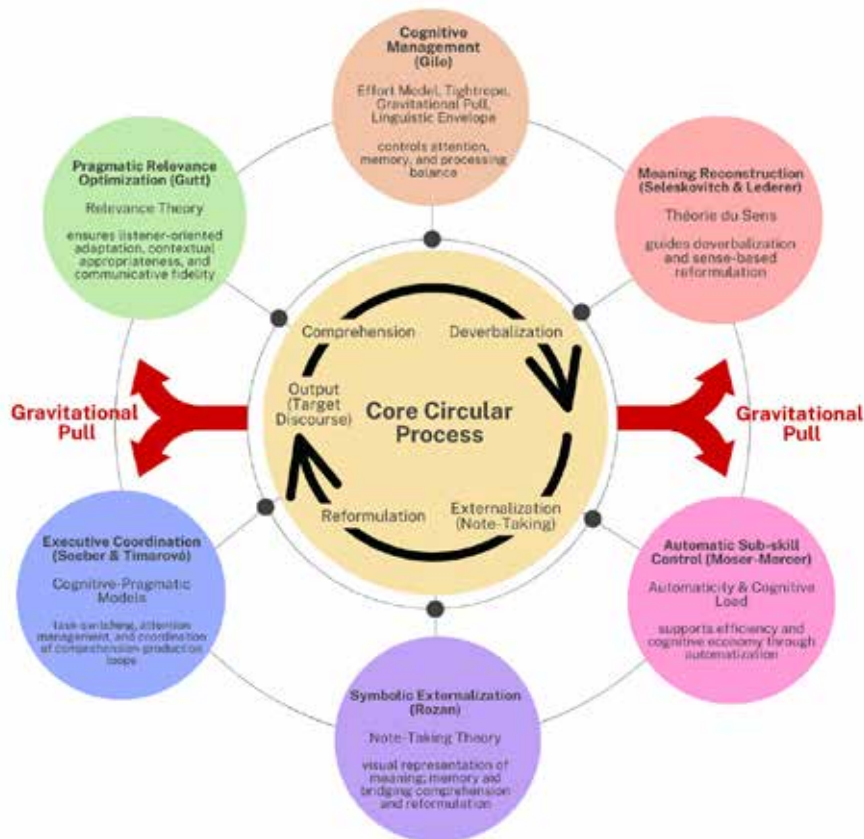 Cognitive
Management
(Gile)
Effort Model, Tightrope,
Gravitational Pull,
Linguistic Envelope
controls attention,
memory, and processing
balance
Pragmatic Relevance
Optimization (Gutt)
Relevance Theory
ensures listener-oriented
adaptation, contextual
appropriateness, and
communicative fidelity
Meaning Reconstruction
(Seleskovitch & Lederer)
Théorie du Sens
guides deverbalization
and sense-based
reformulation
Comprehension
Deverbalization
Output
(Target
Discourse)
Core Circular
Process
Reformulation
Externalization
(Note-Taking)
Gravitational
Pull
Gravitational
Pull
Executive Coordination
(Seeber & Timarová)
Cognitive-Pragmatic
Models
task-switching, attention
management, and coordination
of comprehension-production
loops
Automatic Sub-skill
Control (Moser-Mercer)
Automaticity & Cognitive
Load
supports efficiency and
cognitive economy through
automatization
Symbolic Externalization
(Rozan)
Note-Taking Theory
visual representation of
meaning; memory aid
bridging comprehension
and reformulation